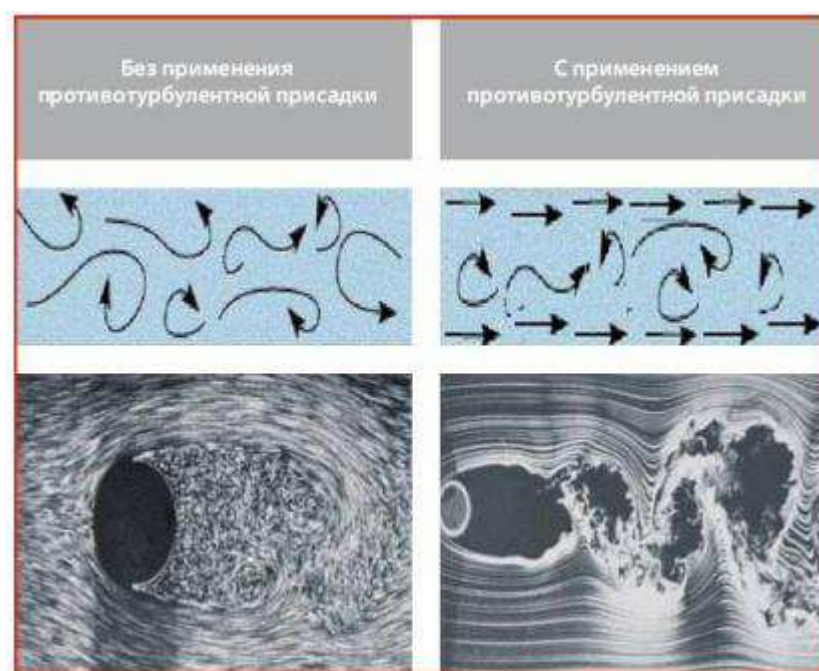 Без применения
противотурбулентной присадки
С применением
противотурбулентной присадки